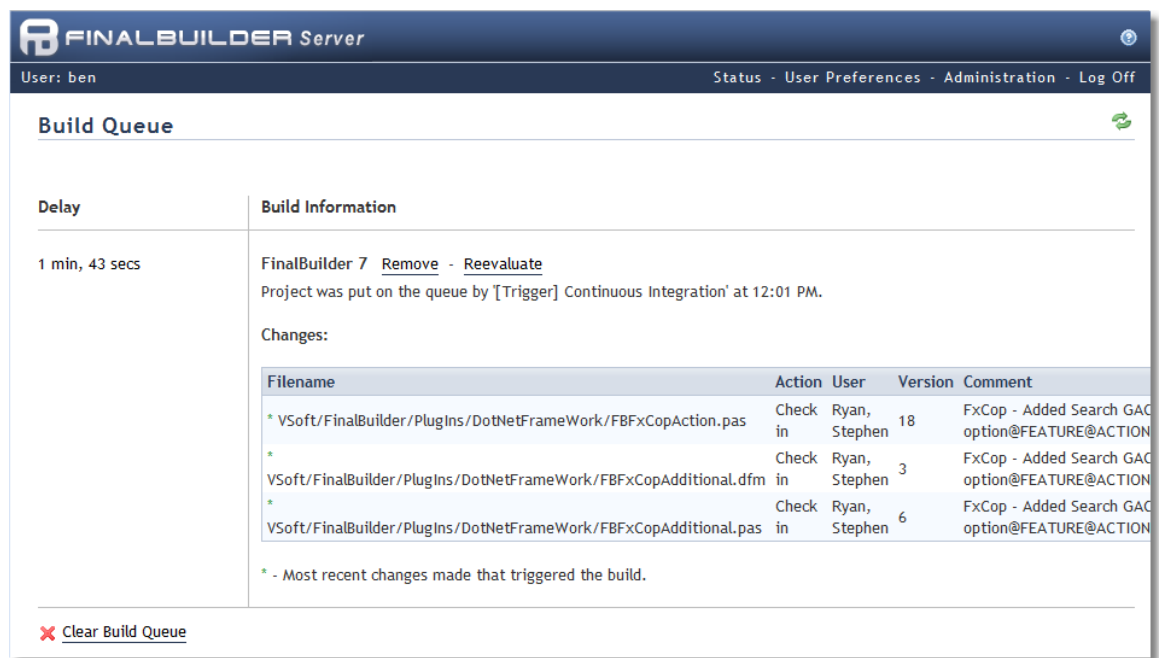 FINALBUILDER Server
User: ben Status - User Preferences - Administration - Log Off
Build Queue
Delay Build Information
1 min, 43 secs FinalBuilder 7 Remove - Reevaluate
Project was put on the queue by '[Trigger] Continuous Integration' at 12:01 PM.
Changes:
Filename Action User Version Comment
* VSoft/FinalBuilder/PlugIns/DotNetFrameWork/FBFxCopAction.pas Check in Ryan, Stephen 18 FxCop - Added Search GAC option@FEATURE@ACTION
* VSoft/FinalBuilder/PlugIns/DotNetFrameWork/FBFxCopAdditional.dfm Check in Ryan, Stephen 3 FxCop - Added Search GAC option@FEATURE@ACTION
* VSoft/FinalBuilder/PlugIns/DotNetFrameWork/FBFxCopAdditional.pas Check in Ryan, Stephen 6 FxCop - Added Search GAC option@FEATURE@ACTION
* - Most recent changes made that triggered the build.
Clear Build Queue